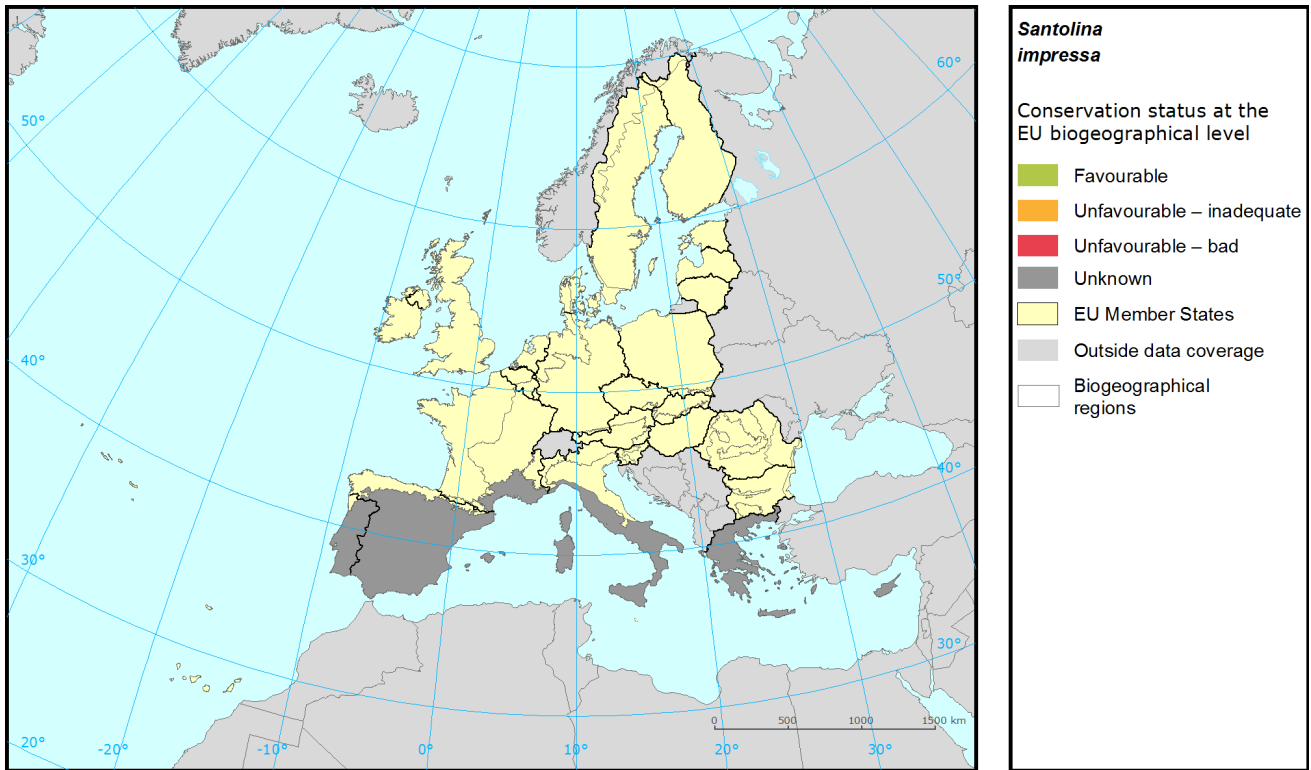 Santolina
impressa
Conservation status at the
EU biogeographical level
Favourable
Unfavourable – inadequate
Unfavourable – bad
Unknown
EU Member States
Outside data coverage
Biogeographical
regions
60°
50°
50°
40°
40°
30°
30°
0 500 1000 1500 km
20° -20° -10° 0° 10° 20° 30°